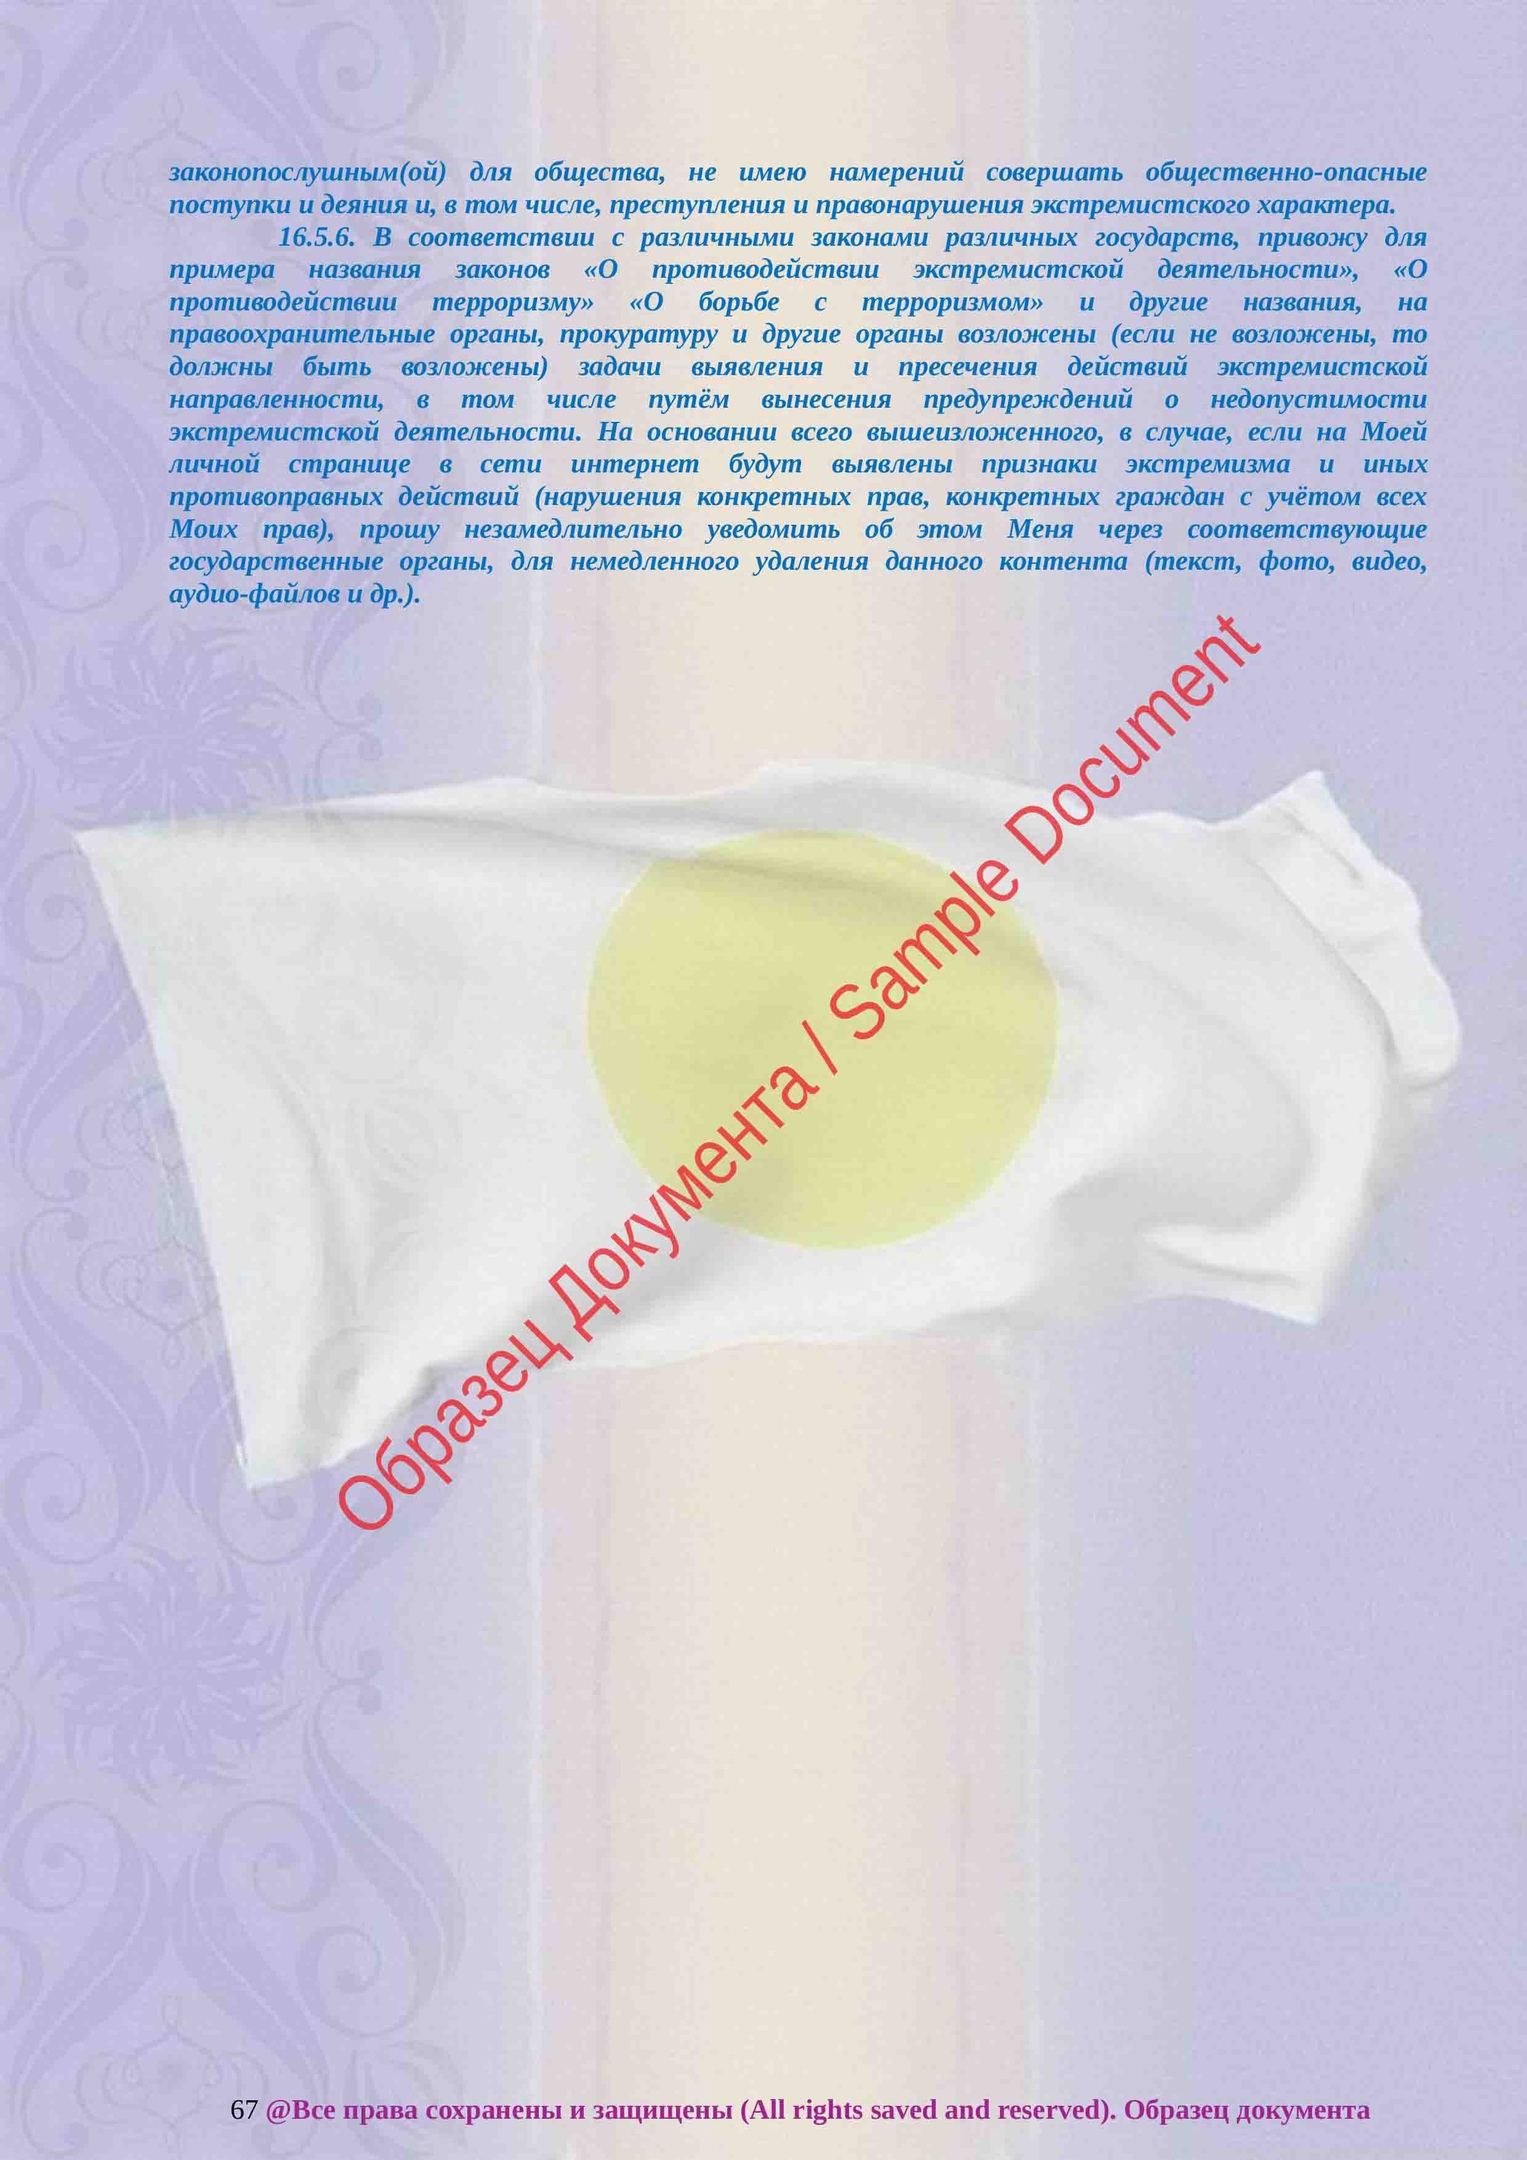 законопослушным(ой) для общества, не имею намерений совершать общественно-опасные
поступки и деяния и, в том числе, преступления и правонарушения экстремистского характера.
16.5.6. В соответствии с различными законами различных государств, привожу для
примера названия законов «О противодействии экстремистской деятельности», «О
противодействии терроризму» «О борьбе с терроризмом» и другие названия, на
правоохранительные органы, прокуратуру и другие органы возложены (если не возложены, то
должны быть возложены) задачи выявления и пресечения действий экстремистской
направленности, в том числе путём вынесения предупреждений о недопустимости
экстремистской деятельности. На основании всего вышеизложенного, в случае, если на Моей
личной странице в сети интернет будут выявлены признаки экстремизма и иных
противоправных действий (нарушения конкретных прав, конкретных граждан с учётом всех
Моих прав), прошу незамедлительно уведомить об этом Меня через соответствующие
государственные органы, для немедленного удаления данного контента (текст, фото, видео,
аудио-файлов и др.).
Образец Документа / Sample Document
67 @Все права сохранены и защищены (All rights saved and reserved). Образец документа